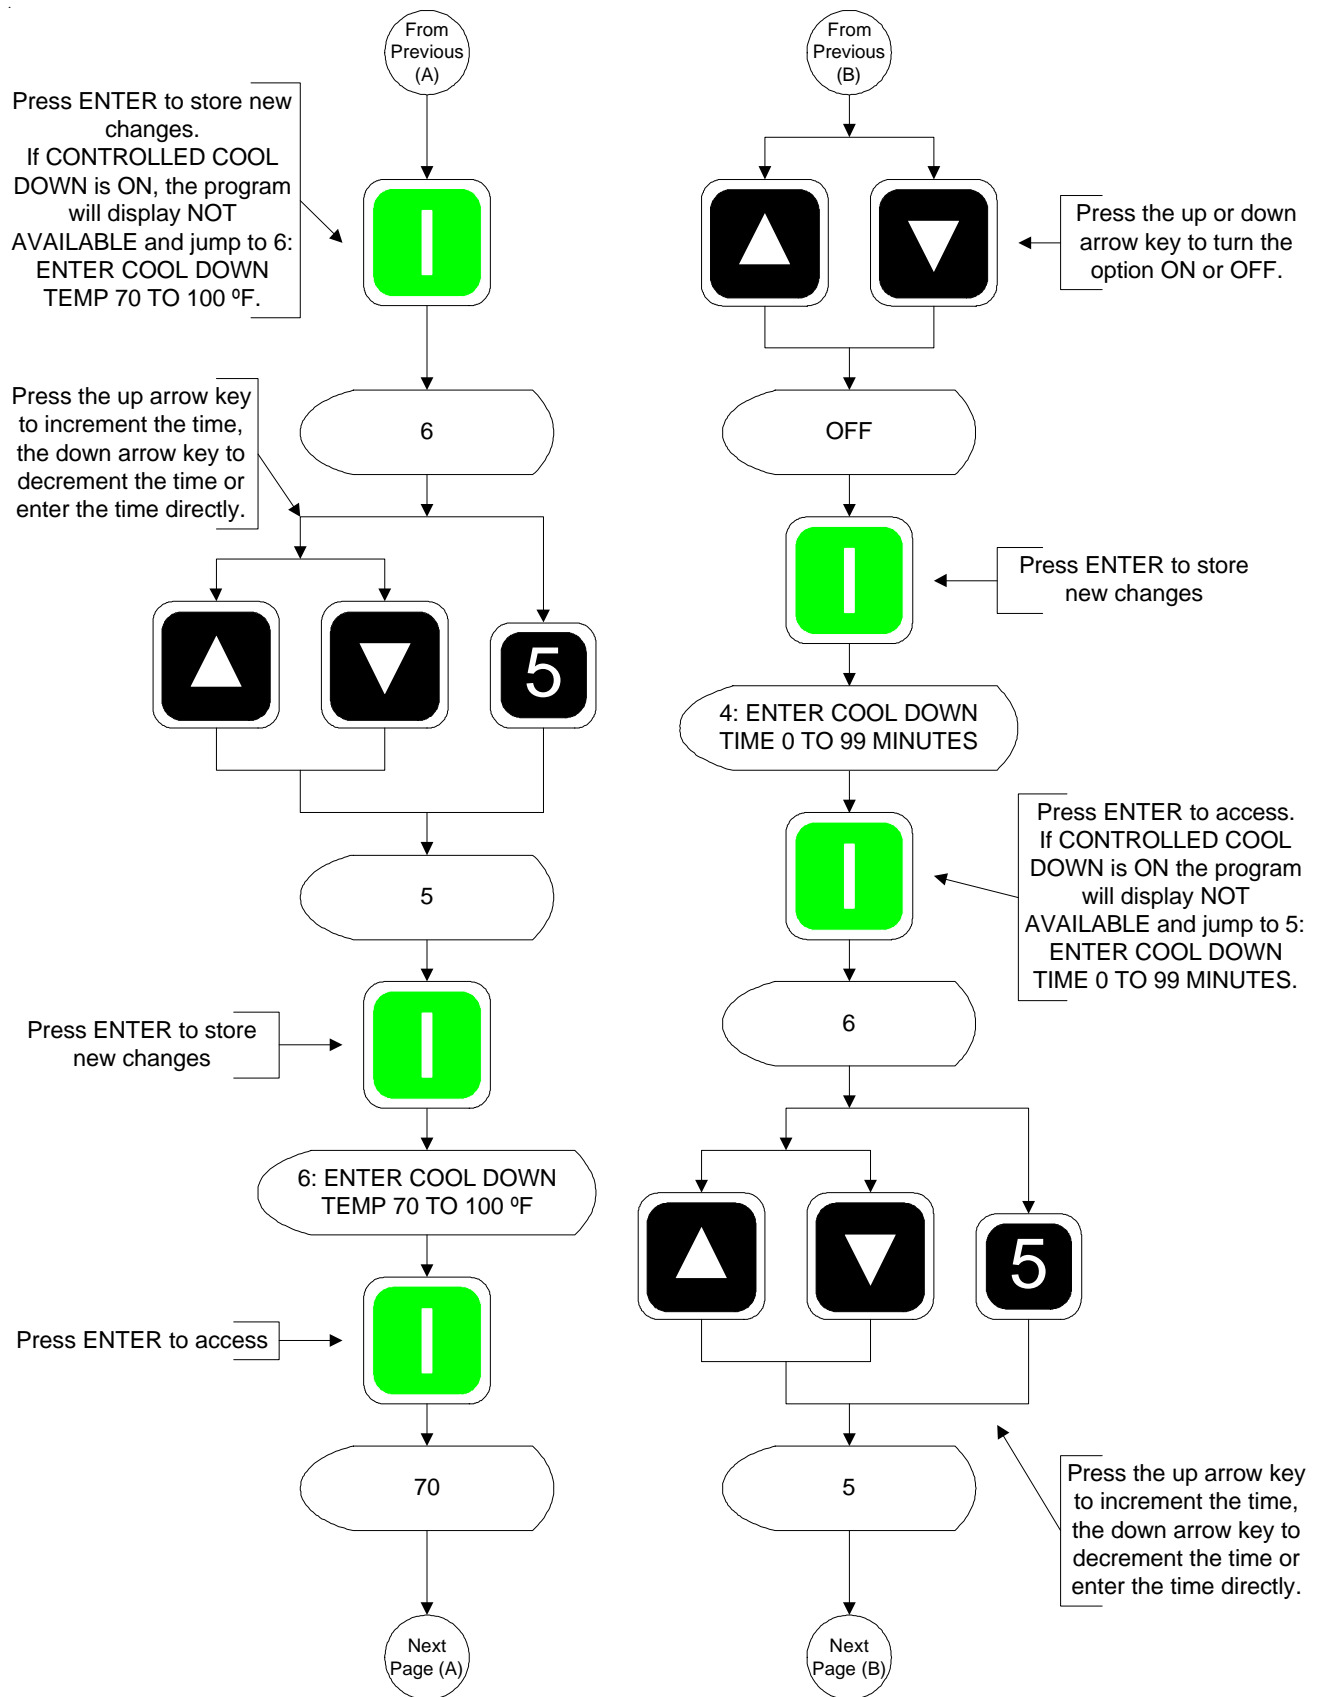 From
Previous
(A)
Press ENTER to store new
changes.
If CONTROLLED COOL
DOWN is ON, the program
will display NOT
AVAILABLE and jump to 6:
ENTER COOL DOWN
TEMP 70 TO 100 ºF.
6
Press the up arrow key
to increment the time,
the down arrow key to
decrement the time or
enter the time directly.
5
5
Press ENTER to store
new changes
6: ENTER COOL DOWN
TEMP 70 TO 100 ºF
Press ENTER to access
70
Next
Page (A)
From
Previous
(B)
Press the up or down
arrow key to turn the
option ON or OFF.
OFF
Press ENTER to store
new changes
4: ENTER COOL DOWN
TIME 0 TO 99 MINUTES
Press ENTER to access.
If CONTROLLED COOL
DOWN is ON the program
will display NOT
AVAILABLE and jump to 5:
ENTER COOL DOWN
TIME 0 TO 99 MINUTES.
6
5
5
Press the up arrow key
to increment the time,
the down arrow key to
decrement the time or
enter the time directly.
Next
Page (B)